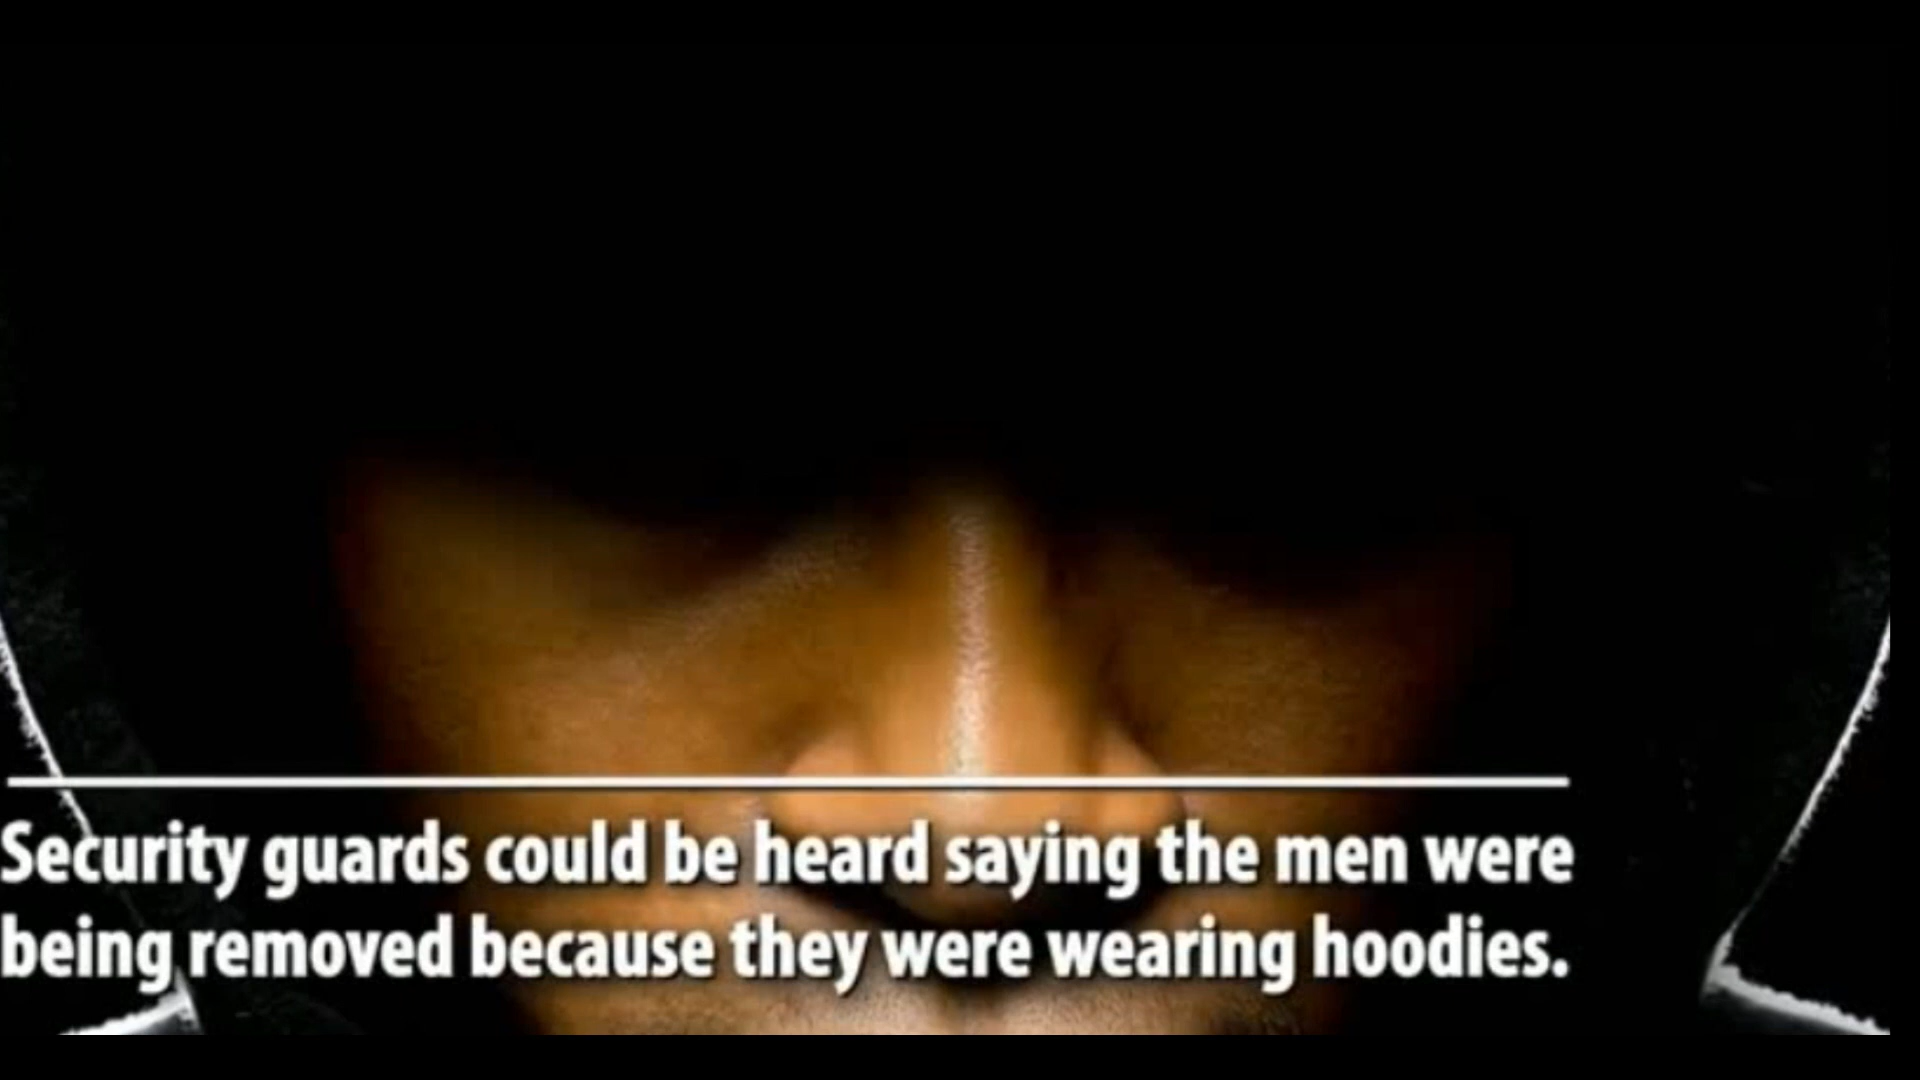 Security guards could be heard saying the men were
being removed because they were wearing hoodies.